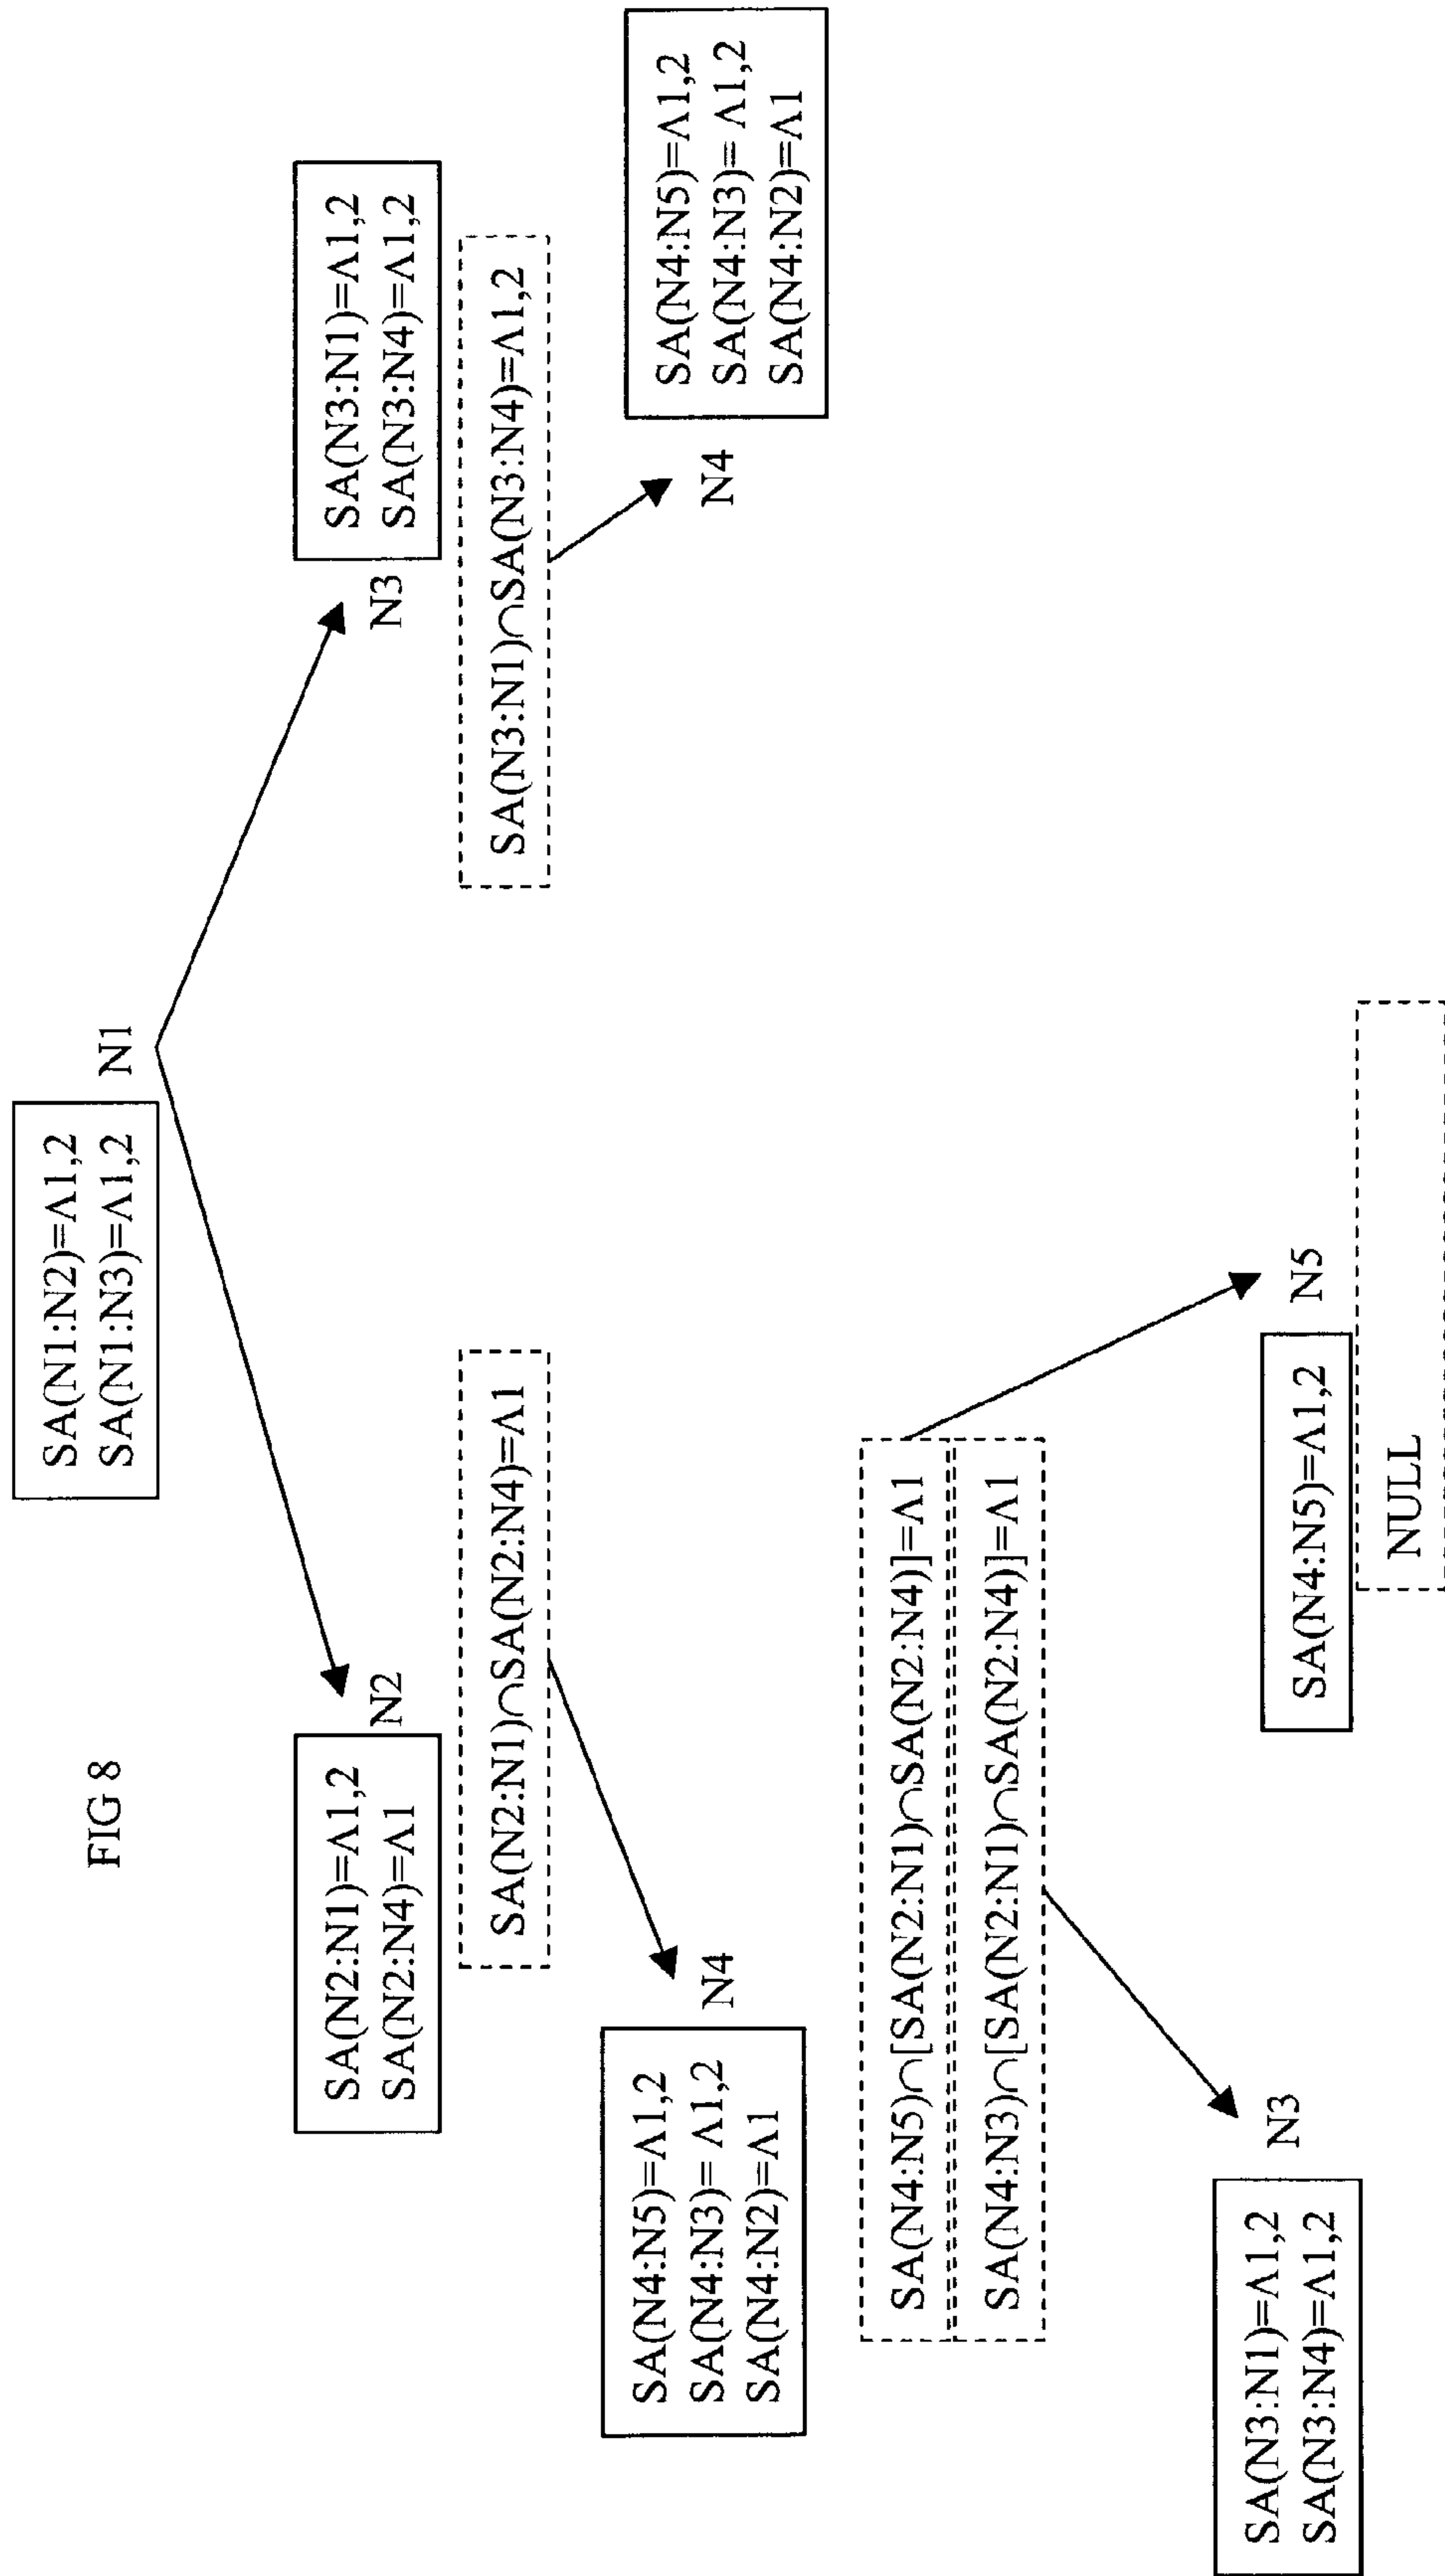 FIG 8
SA(N1:N2)=Λ1,2
SA(N1:N3)=Λ1,2
N1
SA(N2:N1)=Λ1,2
SA(N2:N4)=Λ1
N2
N3
SA(N3:N1)=Λ1,2
SA(N3:N4)=Λ1,2
SA(N2:N1)∩SA(N2:N4)=Λ1
SA(N3:N1)∩SA(N3:N4)=Λ1,2
SA(N4:N5)=Λ1,2
SA(N4:N3)= Λ1,2
SA(N4:N2)=Λ1
N4
N4
SA(N4:N5)=Λ1,2
SA(N4:N3)= Λ1,2
SA(N4:N2)=Λ1
SA(N4:N5)∩[SA(N2:N1)∩SA(N2:N4)]=Λ1
SA(N4:N3)∩[SA(N2:N1)∩SA(N2:N4)]=Λ1
SA(N3:N1)=Λ1,2
SA(N3:N4)=Λ1,2
N3
SA(N4:N5)=Λ1,2
N5
NULL